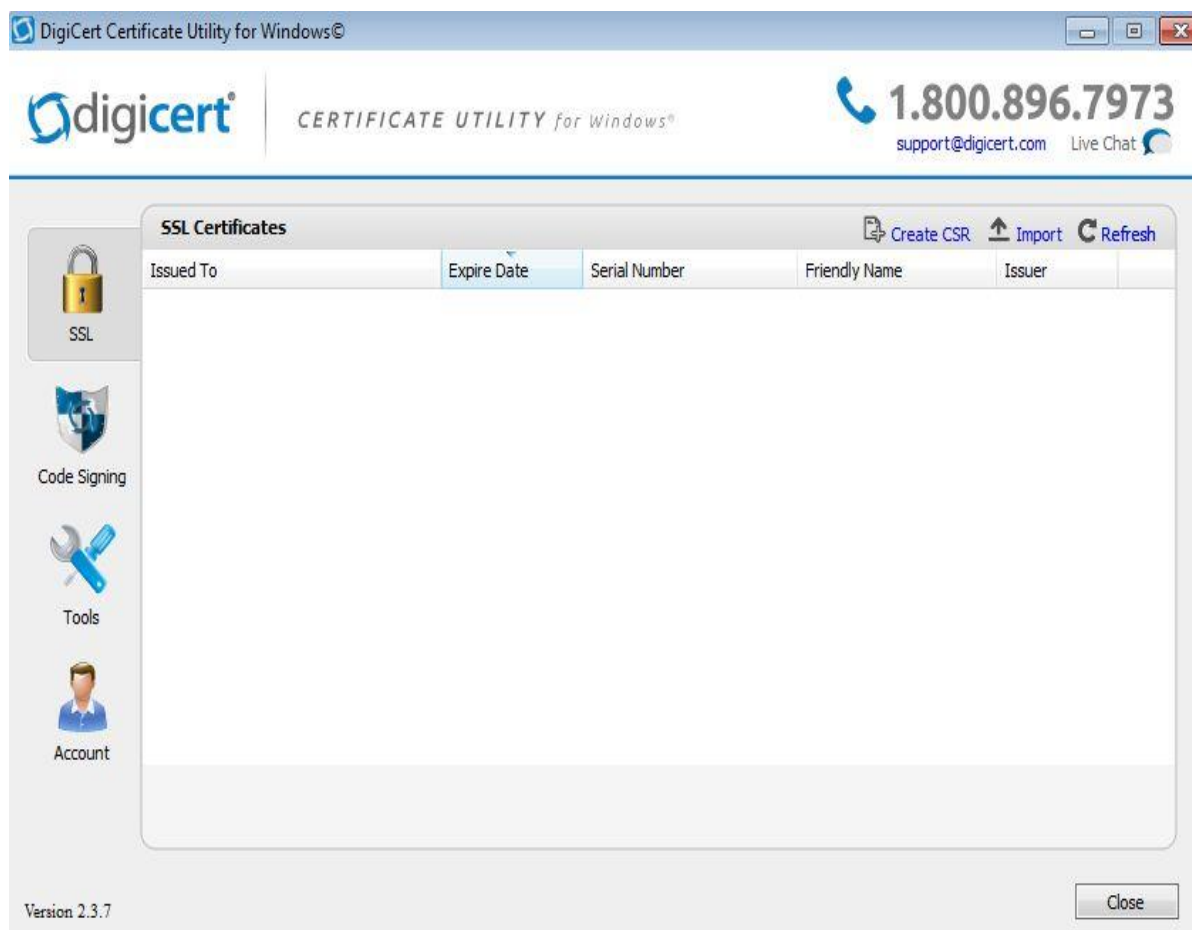 DigiCert Certificate Utility for Windows©
digicert® CERTIFICATE UTILITY for Windows®
1.800.896.7973
support@digicert.com Live Chat
SSL Certificates Create CSR Import Refresh
Issued To Expire Date Serial Number Friendly Name Issuer
SSL
Code Signing
Tools
Account
Version 2.3.7
Close